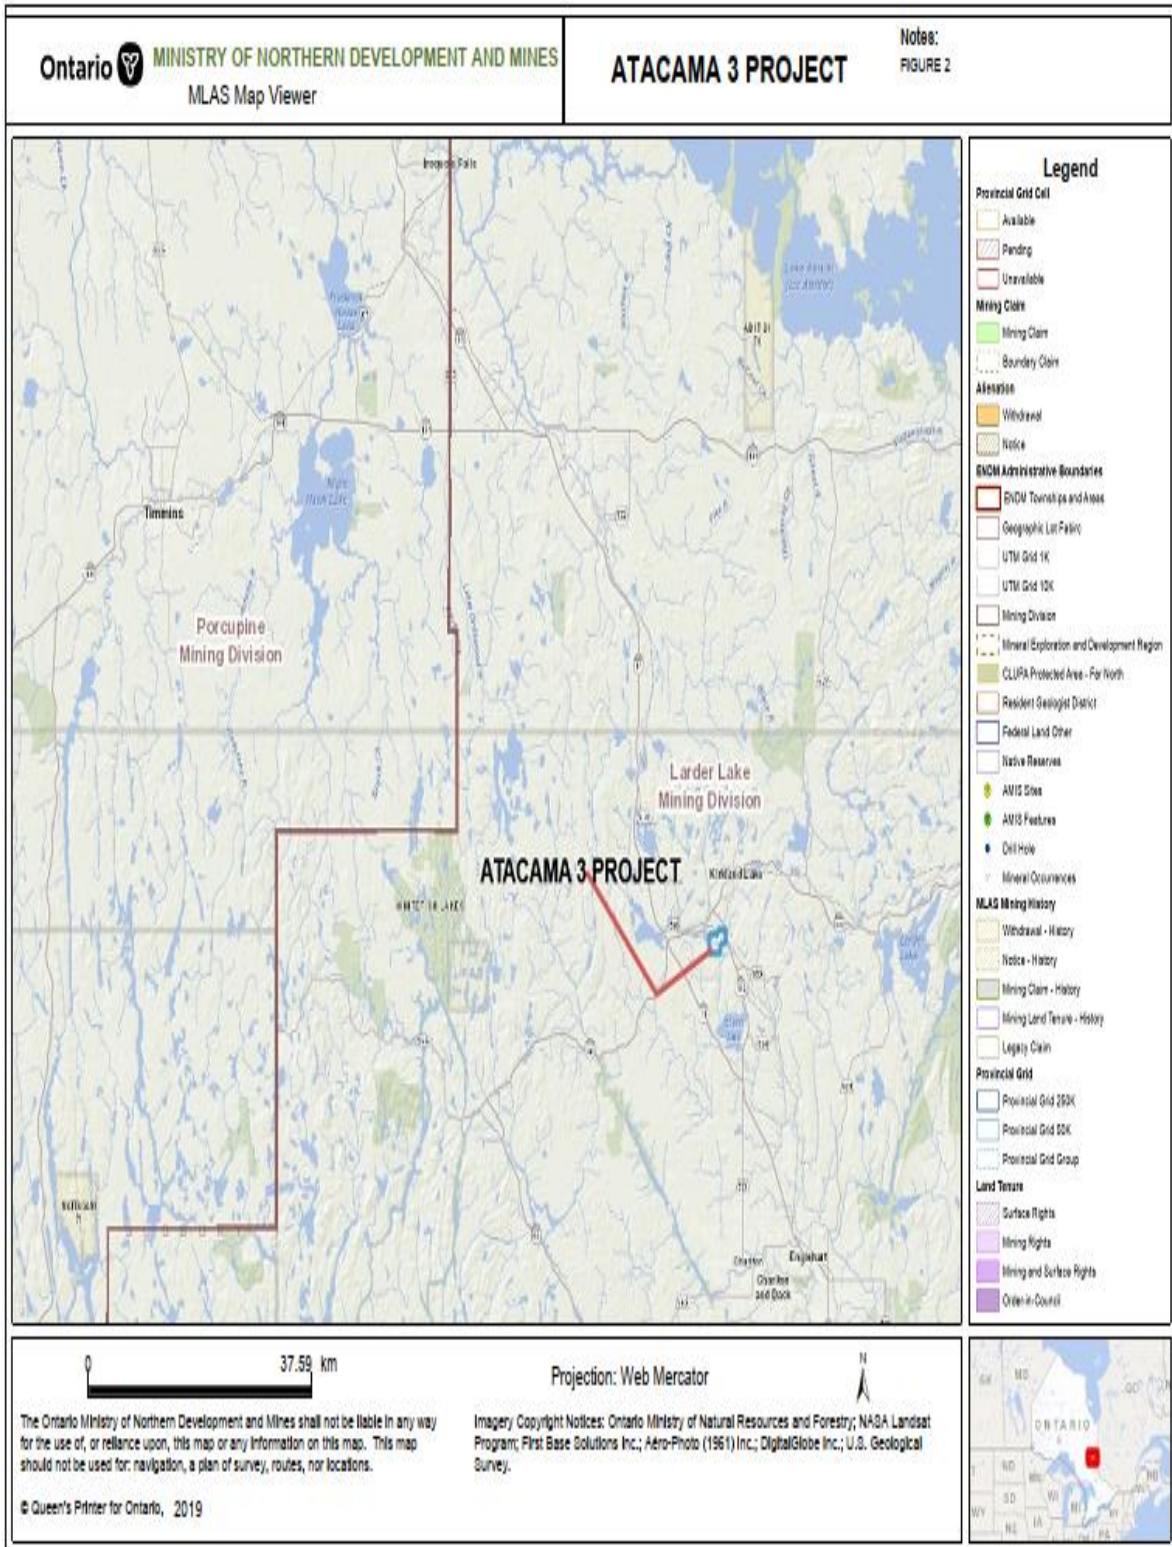 Ontario
MINISTRY OF NORTHERN DEVELOPMENT AND MINES
MLAS Map Viewer
ATACAMA 3 PROJECT
Notes:
FIGURE 2
Iroquois Falls
Timmins
Porcupine
Mining Division
Larder Lake
Mining Division
ATACAMA 3 PROJECT
Kirkland Lake
Charlton
Englehart
Charlton
and Dack
Legend
Provincial Grid Cell
Available
Pending
Unavailable
Mining Claim
Mining Claim
Boundary Claim
Alienation
Withdrawal
Notice
ENDM Administrative Boundaries
ENDM Townships and Areas
Geographic Lot Fabric
UTM Grid 1K
UTM Grid 10K
Mining Division
Mineral Exploration and Development Region
CLUPA Protected Area - Far North
Resident Geologist District
Federal Land Other
Native Reserves
AMIS Sites
AMIS Features
Drill Hole
Mineral Occurrences
MLAS Mining History
Withdrawal - History
Notice - History
Mining Claim - History
Mining Land Tenure - History
Legacy Claim
Provincial Grid
Provincial Grid 250K
Provincial Grid 50K
Provincial Grid Group
Land Tenure
Surface Rights
Mining Rights
Mining and Surface Rights
Order-in-Council
0 37.59 km
Projection: Web Mercator
N
The Ontario Ministry of Northern Development and Mines shall not be liable in any way
for the use of, or reliance upon, this map or any information on this map. This map
should not be used for: navigation, a plan of survey, routes, nor locations.
© Queen's Printer for Ontario, 2019
Imagery Copyright Notices: Ontario Ministry of Natural Resources and Forestry; NASA Landsat
Program; First Base Solutions Inc.; Aéro-Photo (1961) Inc.; DigitalGlobe Inc.; U.S. Geological
Survey.
ONTARIO
ND
SD
WI
MI
IA
PA